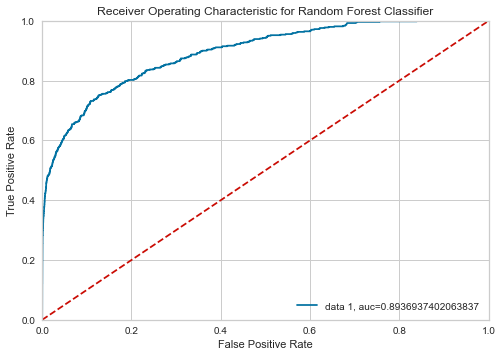 Receiver Operating Characteristic for Random Forest Classifier
1.0
0.8
0.6
0.4
0.2
0.0
True Positive Rate
data 1, auc=0.8936937402063837
0.0 0.2 0.4 0.6 0.8 1.0
False Positive Rate